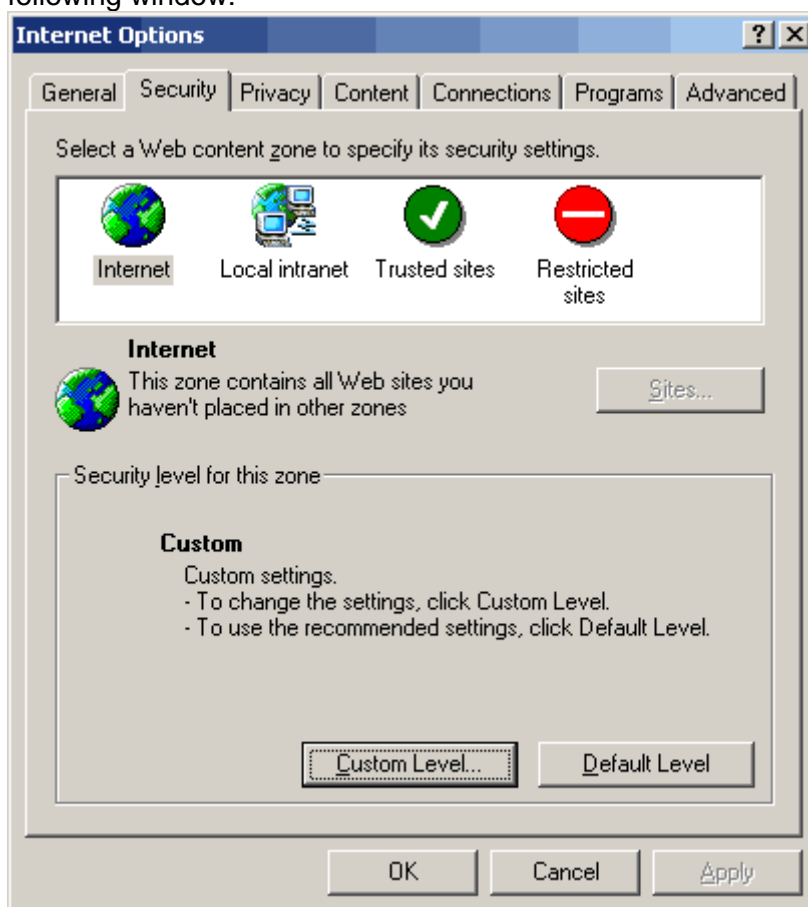 following window.
Internet Options
General Security Privacy Content Connections Programs Advanced
Select a Web content zone to specify its security settings.
Internet Local intranet Trusted sites Restricted
sites
Internet
This zone contains all Web sites you
haven't placed in other zones
Sites...
Security level for this zone
Custom
Custom settings.
- To change the settings, click Custom Level.
- To use the recommended settings, click Default Level.
Custom Level... Default Level
OK Cancel Apply